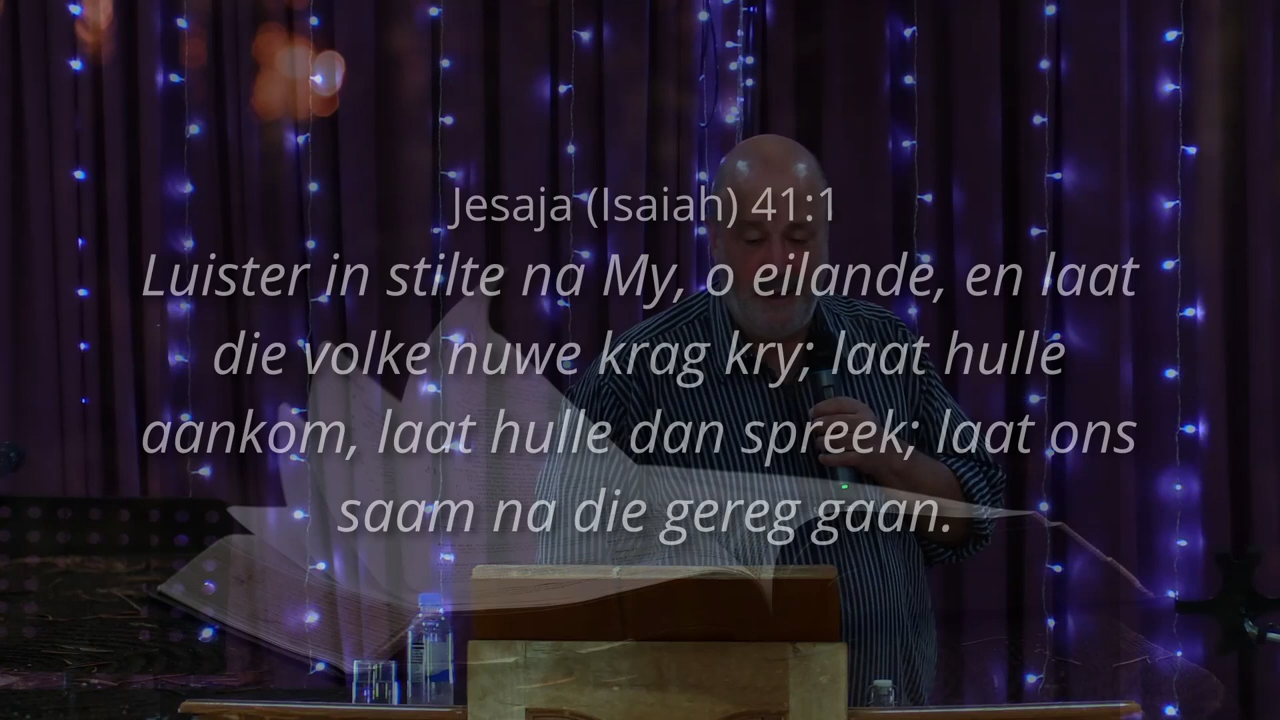 Jesaja (Isaiah) 41:1
Luister in stilte na My, o eilande, en laat
die volke nuwe krag kry; laat hulle
aankom, laat hulle dan spreek; laat ons
saam na die gereg gaan.